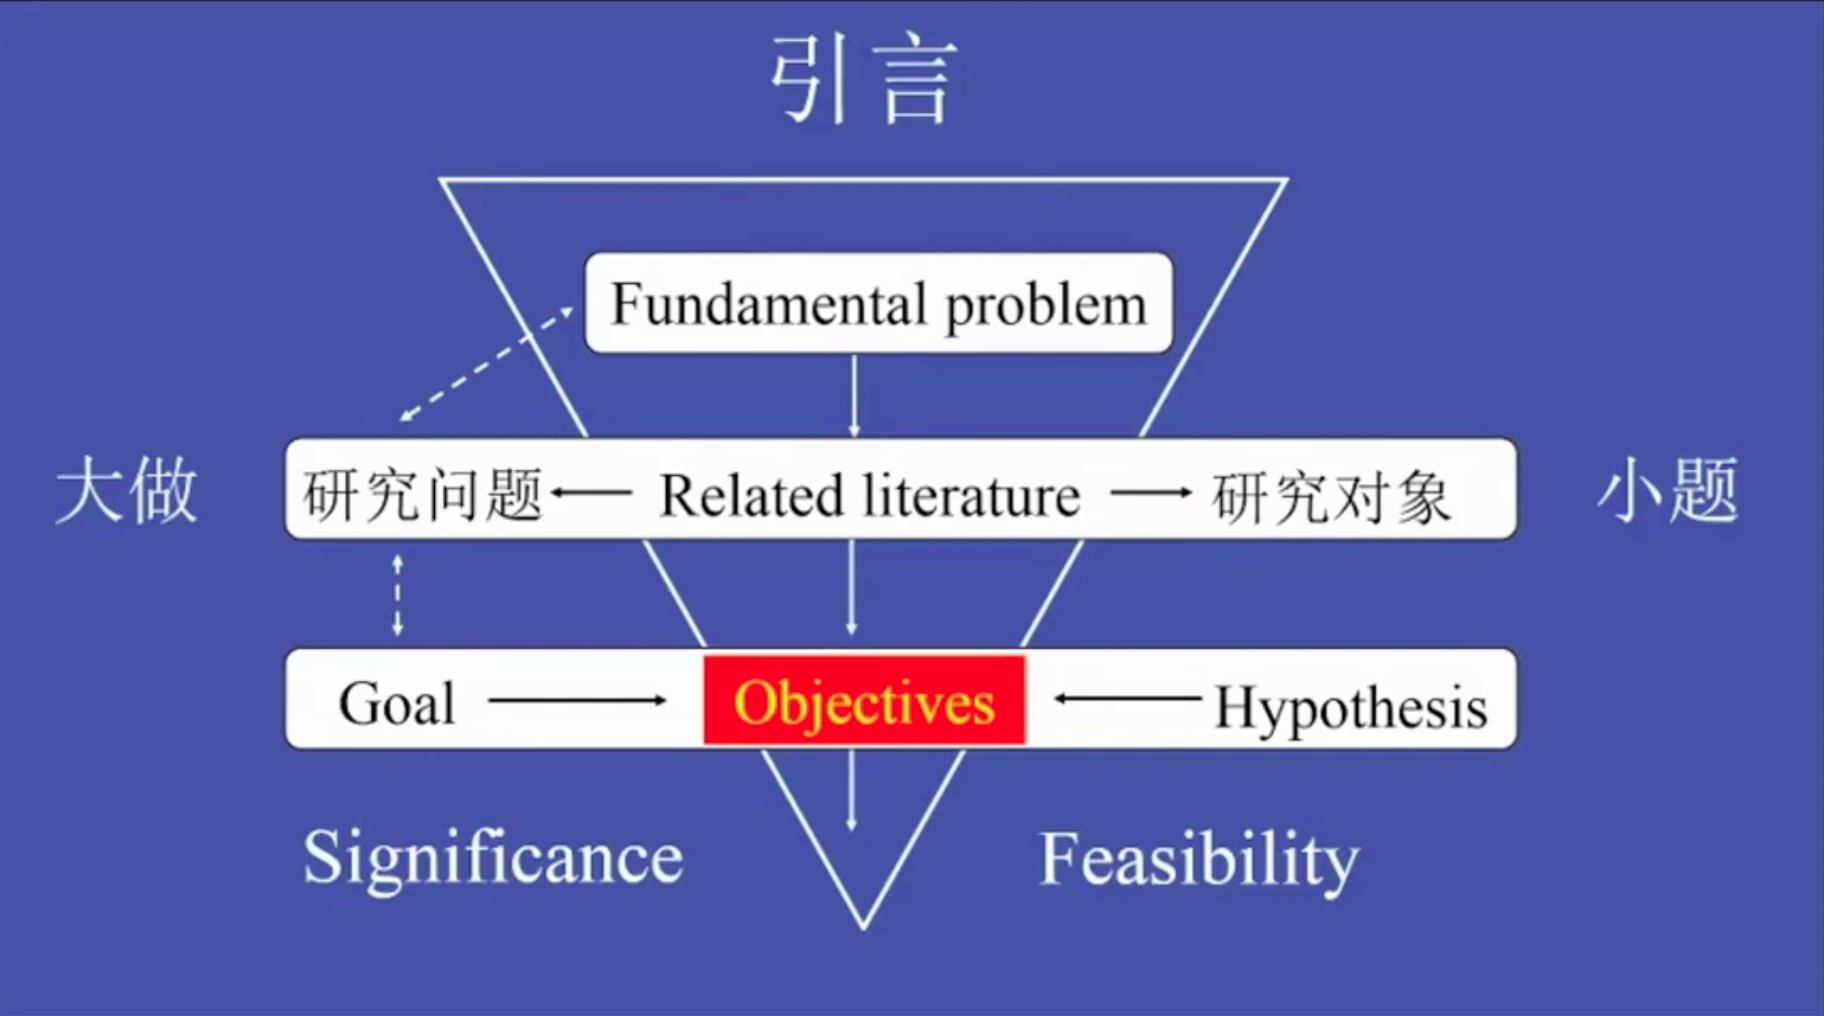 引言
Fundamental problem
大做
研究问题
Related literature
研究对象
小题
Goal
Objectives
Hypothesis
Significance
Feasibility